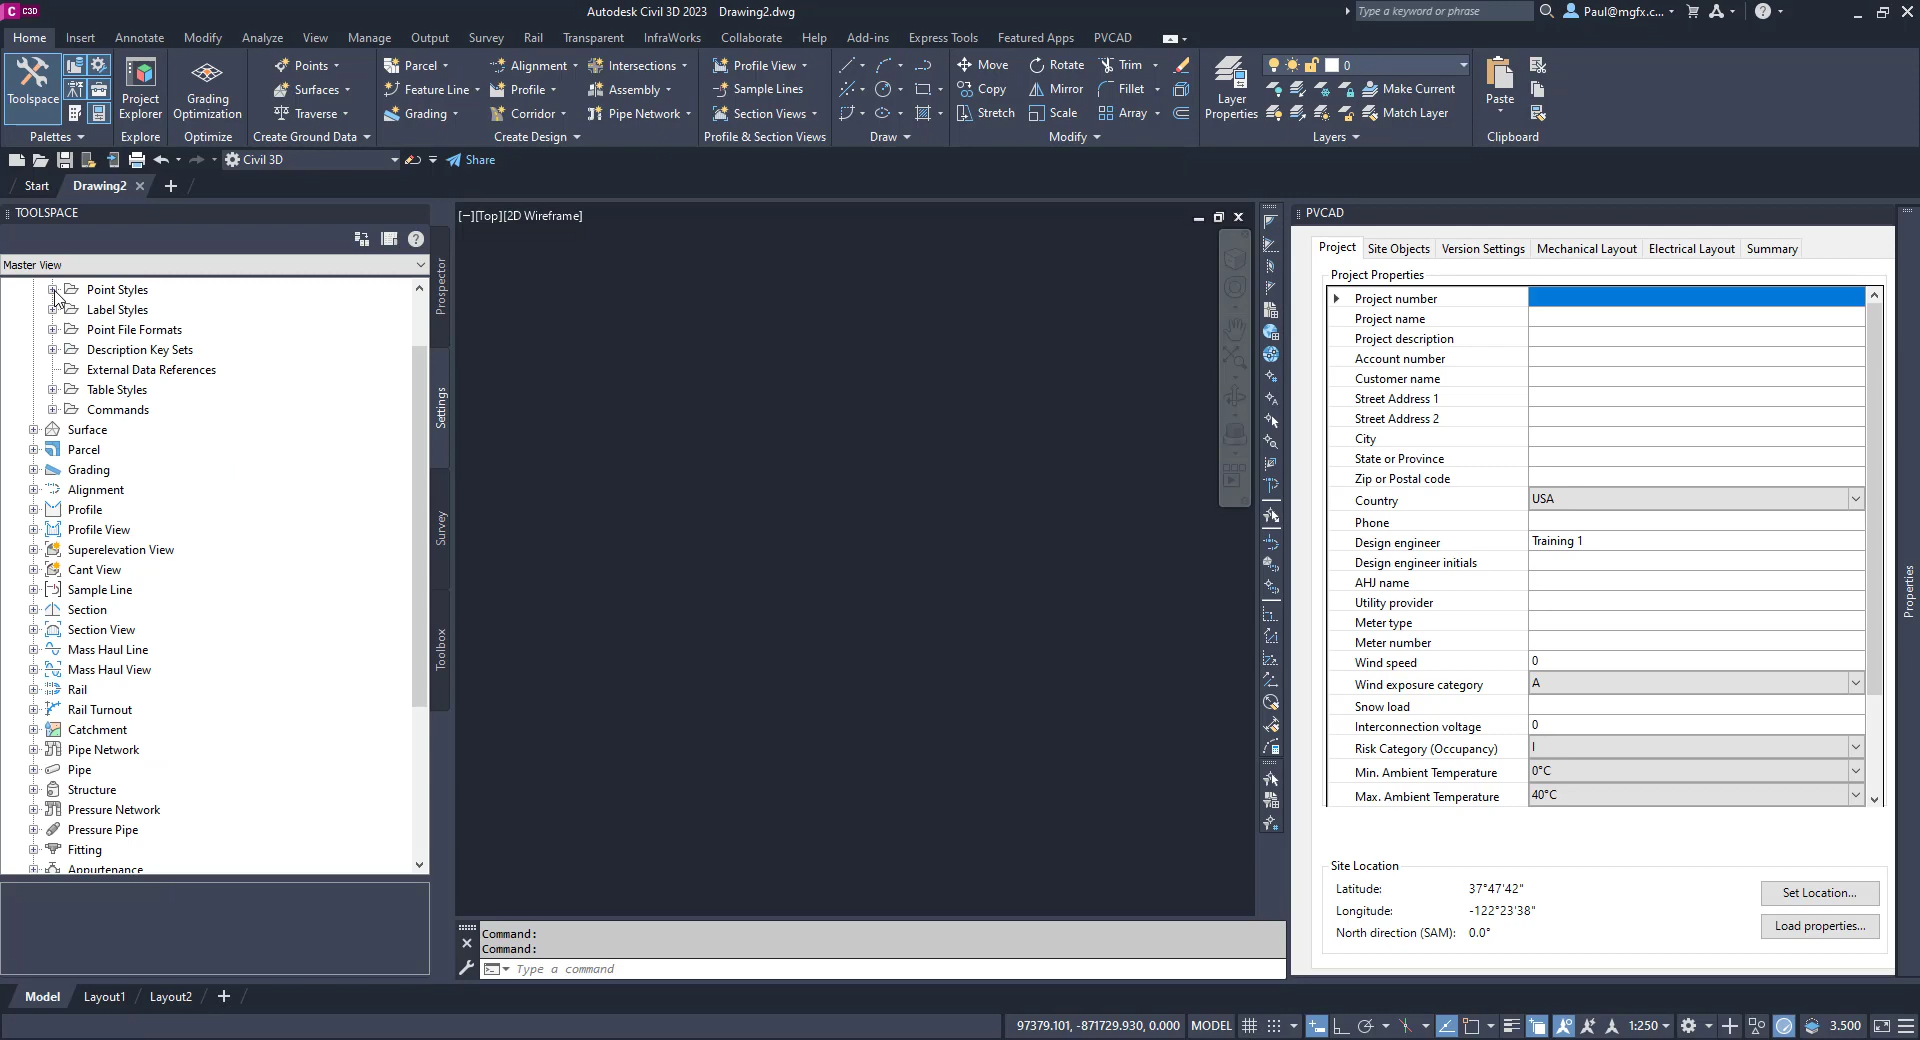 C C3D Autodesk Civil 3D 2023 Drawing2.dwg Type a keyword or phrase Paul@mgfx.c...
Home Insert Annotate Modify Analyze View Manage Output Survey Rail Transparent InfraWorks Collaborate Help Add-ins Express Tools Featured Apps PVCAD
Points Parcel Alignment Intersections Profile View Move Rotate Trim 0
Surfaces Feature Line Profile Assembly Sample Lines Copy Mirror Fillet Make Current
Traverse Grading Corridor Pipe Network Section Views Stretch Scale Array Match Layer
Toolspace
Project
Explorer
Grading
Optimization
Layer
Properties
Paste
Palettes Explore Optimize Create Ground Data Create Design Profile & Section Views Draw Modify Layers Clipboard
Civil 3D Share
Start Drawing2
TOOLSPACE
Master View
Point Styles
Label Styles
Point File Formats
Description Key Sets
External Data References
Table Styles
Commands
Surface
Parcel
Grading
Alignment
Profile
Profile View
Superelevation View
Cant View
Sample Line
Section
Section View
Mass Haul Line
Mass Haul View
Rail
Rail Turnout
Catchment
Pipe Network
Pipe
Structure
Pressure Network
Pressure Pipe
Fitting
Appurtenance
Prospector
Settings
Survey
Toolbox
[−][Top][2D Wireframe]
Command:
Command:
Type a command
PVCAD
Project Site Objects Version Settings Mechanical Layout Electrical Layout Summary
Project Properties
Project number
Project name
Project description
Account number
Customer name
Street Address 1
Street Address 2
City
State or Province
Zip or Postal code
Country USA
Phone
Design engineer Training 1
Design engineer initials
AHJ name
Utility provider
Meter type
Meter number
Wind speed 0
Wind exposure category A
Snow load
Interconnection voltage 0
Risk Category (Occupancy) I
Min. Ambient Temperature 0°C
Max. Ambient Temperature 40°C
Site Location
Latitude: 37°47'42"
Longitude: -122°23'38"
North direction (SAM): 0.0°
Set Location...
Load properties...
Properties
Model Layout1 Layout2
97379.101, -871729.930, 0.000 MODEL 1:250 3.500